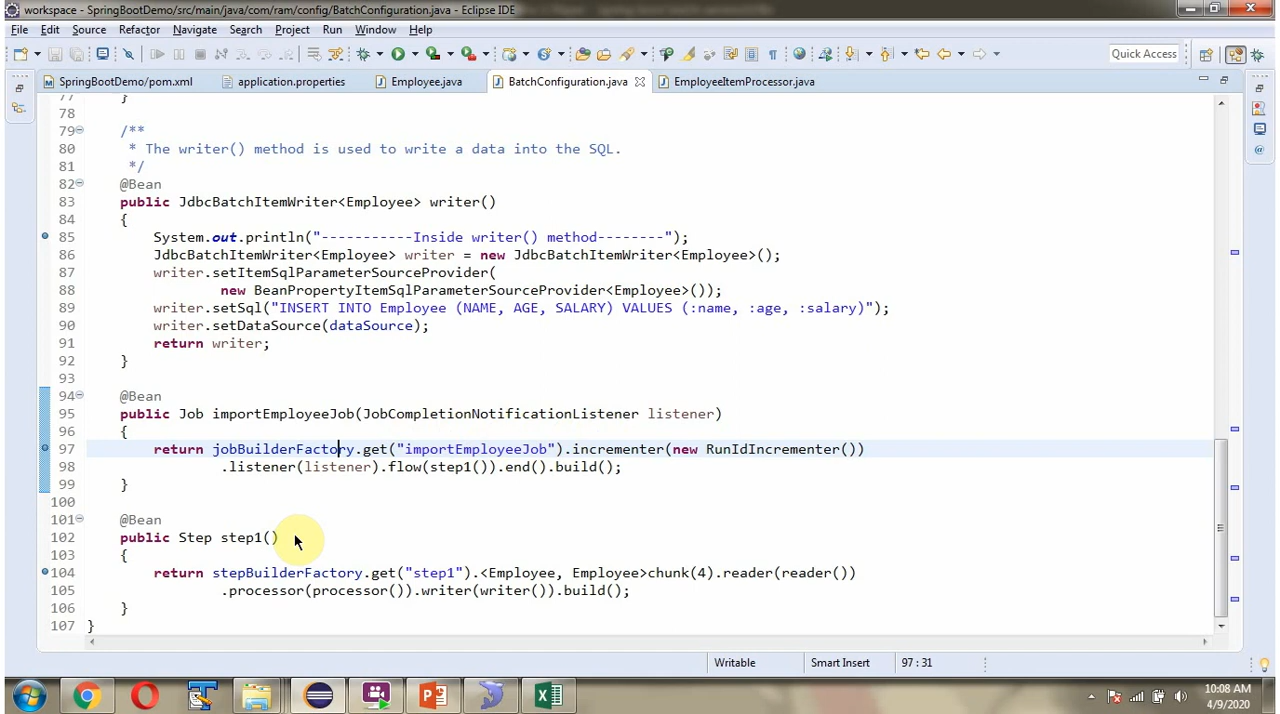 workspace - SpringBootDemo/src/main/java/com/ram/config/BatchConfiguration.java - Eclipse IDE
File Edit Source Refactor Navigate Search Project Run Window Help
Quick Access
SpringBootDemo/pom.xml application.properties Employee.java BatchConfiguration.java EmployeeItemProcessor.java
77 }
78
79 /**
80 * The writer() method is used to write a data into the SQL.
81 */
82 @Bean
83 public JdbcBatchItemWriter<Employee> writer()
84 {
85 System.out.println("-----------Inside writer() method--------");
86 JdbcBatchItemWriter<Employee> writer = new JdbcBatchItemWriter<Employee>();
87 writer.setItemSqlParameterSourceProvider(
88 new BeanPropertyItemSqlParameterSourceProvider<Employee>());
89 writer.setSql("INSERT INTO Employee (NAME, AGE, SALARY) VALUES (:name, :age, :salary)");
90 writer.setDataSource(dataSource);
91 return writer;
92 }
93
94 @Bean
95 public Job importEmployeeJob(JobCompletionNotificationListener listener)
96 {
97 return jobBuilderFactory.get("importEmployeeJob").incrementer(new RunIdIncrementer())
98 .listener(listener).flow(step1()).end().build();
99 }
100
101 @Bean
102 public Step step1()
103 {
104 return stepBuilderFactory.get("step1").<Employee, Employee>chunk(4).reader(reader())
105 .processor(processor()).writer(writer()).build();
106 }
107 }
Writable Smart Insert 97 : 31
10:08 AM
4/9/2020